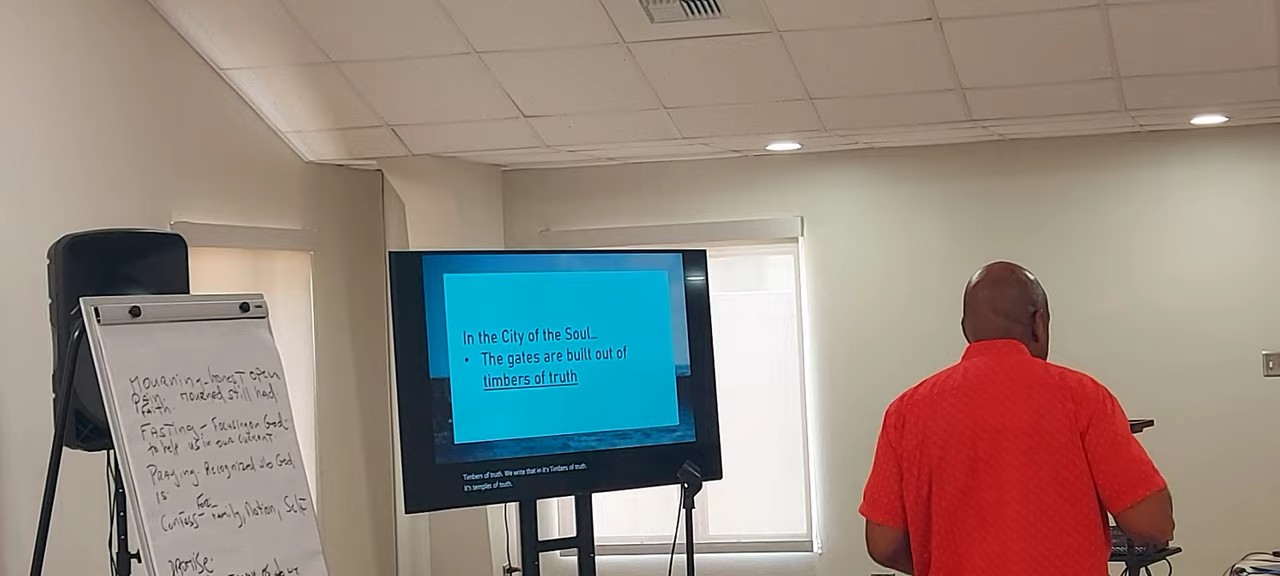 Mourning - honest open
Pain. mourned still had
Faith.
FASTING - Focusing on God
to help us in our current.
Praying. Recognized who God
is
For
Confess - Family, Nation, Self
In the City of the Soul…
• The gates are built out of
timbers of truth
Timbers of truth. We write that in it's Timbers of truth.
It's temples of truth.